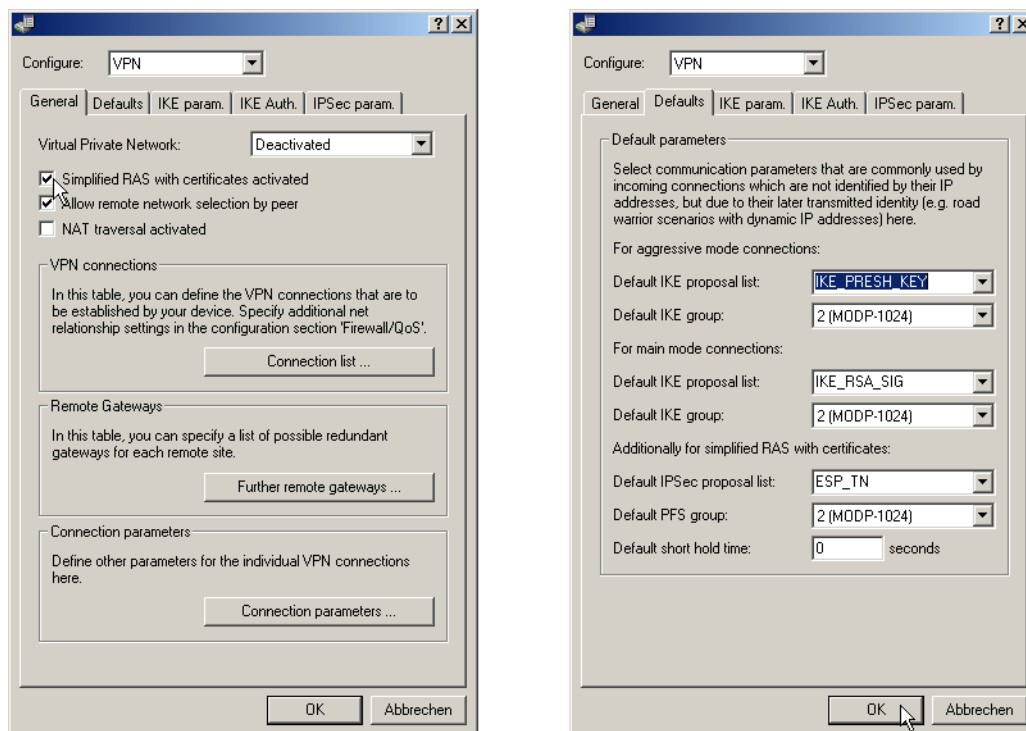 Configure: VPN
General Defaults IKE param. IKE Auth. IPSec param.
Virtual Private Network: Deactivated
Simplified RAS with certificates activated
Allow remote network selection by peer
NAT traversal activated
VPN connections
In this table, you can define the VPN connections that are to
be established by your device. Specify additional net
relationship settings in the configuration section 'Firewall/QoS'.
Connection list ...
Remote Gateways
In this table, you can specify a list of possible redundant
gateways for each remote site.
Further remote gateways ...
Connection parameters
Define other parameters for the individual VPN connections
here.
Connection parameters ...
OK Abbrechen
Configure: VPN
General Defaults IKE param. IKE Auth. IPSec param.
Default parameters
Select communication parameters that are commonly used by
incoming connections which are not identified by their IP
addresses, but due to their later transmitted identity (e.g. road
warrior scenarios with dynamic IP addresses) here.
For aggressive mode connections:
Default IKE proposal list: IKE_PRESH_KEY
Default IKE group: 2 (MODP-1024)
For main mode connections:
Default IKE proposal list: IKE_RSA_SIG
Default IKE group: 2 (MODP-1024)
Additionally for simplified RAS with certificates:
Default IPSec proposal list: ESP_TN
Default PFS group: 2 (MODP-1024)
Default short hold time: 0 seconds
OK Abbrechen